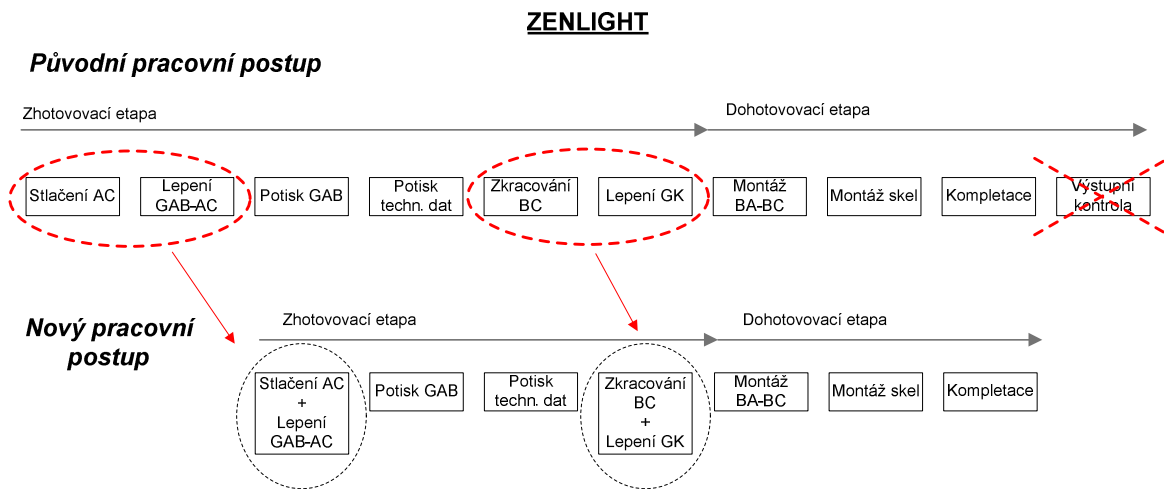 ZENLIGHT
Původní pracovní postup
Zhotovovací etapa
Dohotovovací etapa
Stlačení AC
Lepení
GAB-AC
Potisk GAB
Potisk
techn. dat
Zkracování
BC
Lepení GK
Montáž
BA-BC
Montáž skel
Kompletace
Výstupní
kontrola
Nový pracovní
postup
Zhotovovací etapa
Dohotovovací etapa
Stlačení AC
+
Lepení
GAB-AC
Potisk GAB
Potisk
techn. dat
Zkracování
BC
+
Lepení GK
Montáž
BA-BC
Montáž skel
Kompletace